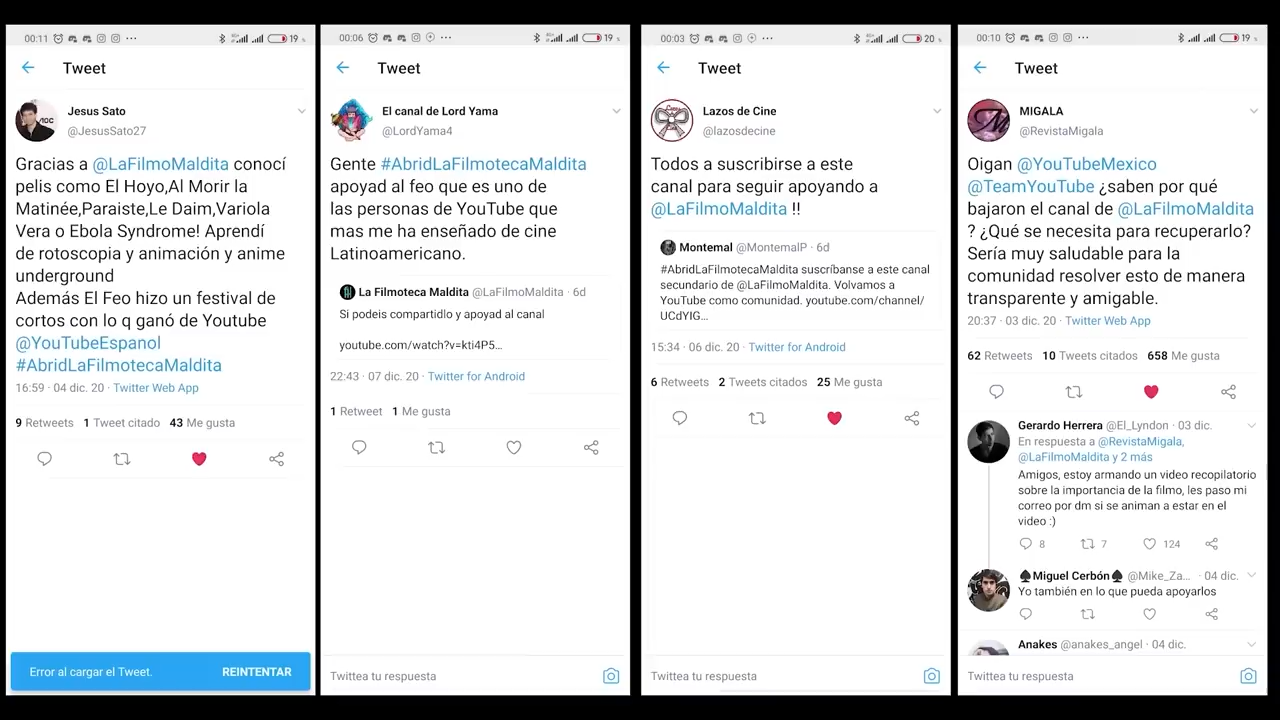 00:11 19 %
Tweet
Jesus Sato
@JesusSato27
Gracias a @LaFilmoMaldita conocí
pelis como El Hoyo,Al Morir la
Matinée,Paraiste,Le Daim,Variola
Vera o Ebola Syndrome! Aprendí
de rotoscopia y animación y anime
underground
Además El Feo hizo un festival de
cortos con lo q ganó de Youtube
@YouTubeEspanol
#AbridLaFilmotecaMaldita
16:59 · 04 dic. 20 · Twitter Web App
9 Retweets 1 Tweet citado 43 Me gusta
Error al cargar el Tweet. REINTENTAR
00:06 19 %
Tweet
El canal de Lord Yama
@LordYama4
Gente #AbridLaFilmotecaMaldita
apoyad al feo que es uno de
las personas de YouTube que
mas me ha enseñado de cine
Latinoamericano.
La Filmoteca Maldita @LaFilmoMaldita · 6d
Si podeis compartidlo y apoyad al canal
youtube.com/watch?v=kti4P5...
22:43 · 07 dic. 20 · Twitter for Android
1 Retweet 1 Me gusta
Twittea tu respuesta
00:03 20 %
Tweet
Lazos de Cine
@lazosdecine
Todos a suscribirse a este
canal para seguir apoyando a
@LaFilmoMaldita !!
Montemal @MontemalP · 6d
#AbridLaFilmotecaMaldita suscríbanse a este canal
secundario de @LaFilmoMaldita. Volvamos a
YouTube como comunidad. youtube.com/channel/
UCdYIG...
15:34 · 06 dic. 20 · Twitter for Android
6 Retweets 2 Tweets citados 25 Me gusta
Twittea tu respuesta
00:10 19 %
Tweet
MIGALA
@RevistaMigala
Oigan @YouTubeMexico
@TeamYouTube ¿saben por qué
bajaron el canal de @LaFilmoMaldita
? ¿Qué se necesita para recuperarlo?
Sería muy saludable para la
comunidad resolver esto de manera
transparente y amigable.
20:37 · 03 dic. 20 · Twitter Web App
62 Retweets 10 Tweets citados 658 Me gusta
Gerardo Herrera @El_Lyndon · 03 dic.
En respuesta a @RevistaMigala,
@LaFilmoMaldita y 2 más
Amigos, estoy armando un video recopilatorio
sobre la importancia de la filmo, les paso mi
correo por dm si se animan a estar en el
video :)
8 7 124
♠Miguel Cerbón♠ @Mike_Za... · 04 dic.
Yo también en lo que pueda apoyarlos
Anakes @anakes_angel · 04 dic.
Twittea tu respuesta